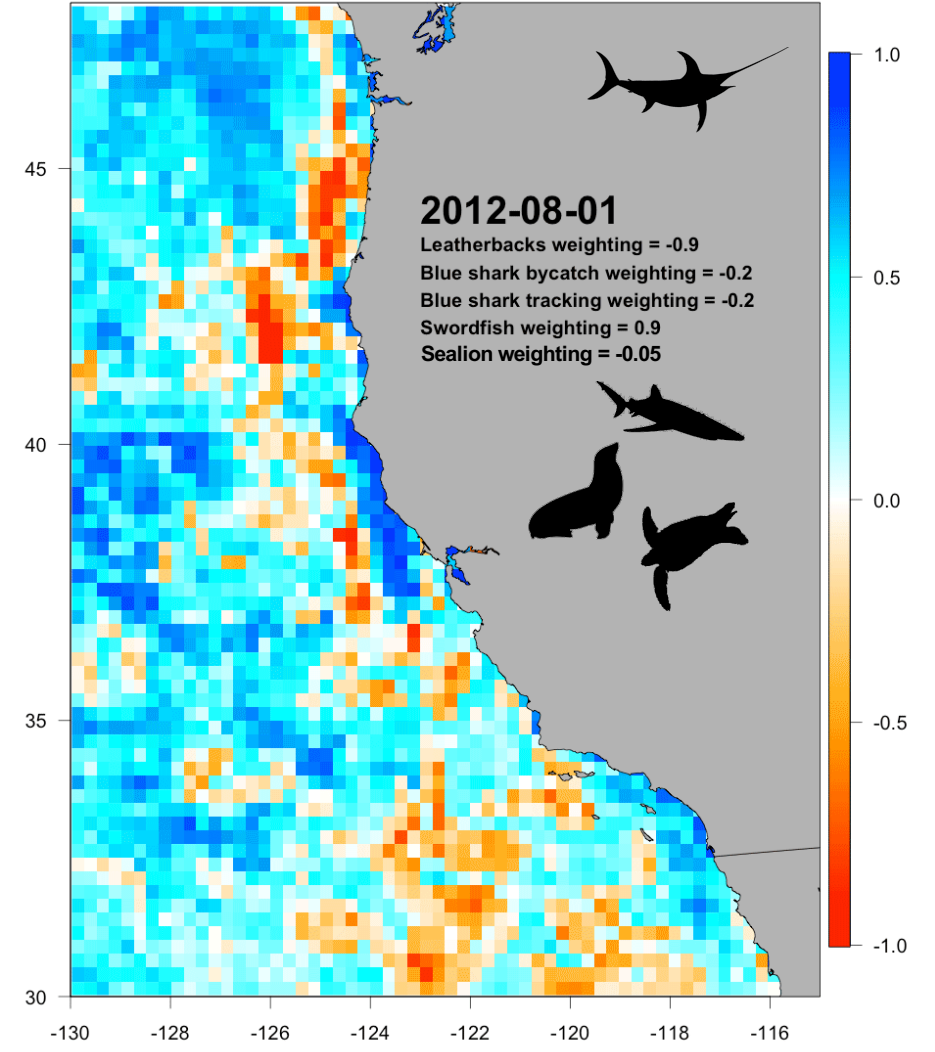 1.0
45
2012-08-01
Leatherbacks weighting = -0.9
Blue shark bycatch weighting = -0.2
0.5
Blue shark tracking weighting = -0.2
Swordfish weighting = 0.9
Sealion weighting = -0.05
40
0.0
35
-0.5
-1.0
30
-130 -128 -126 -124 -122 -120 -118 -116